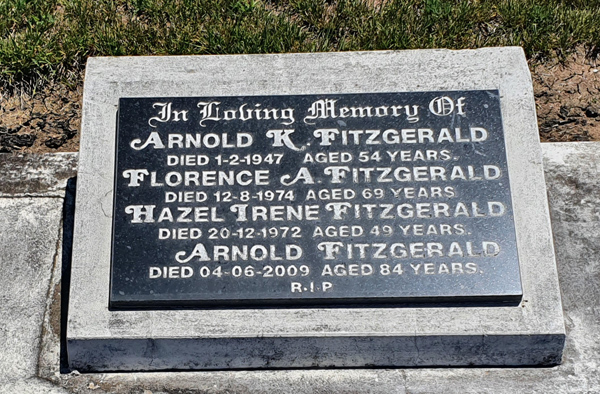 In Loving Memory Of
ARNOLD K. FITZGERALD
DIED 1-2-1947 AGED 54 YEARS.
FLORENCE A. FITZGERALD
DIED 12-8-1974 AGED 69 YEARS.
HAZEL IRENE FITZGERALD
DIED 20-12-1972 AGED 49 YEARS.
ARNOLD FITZGERALD
DIED 04-06-2009 AGED 84 YEARS.
R.I.P